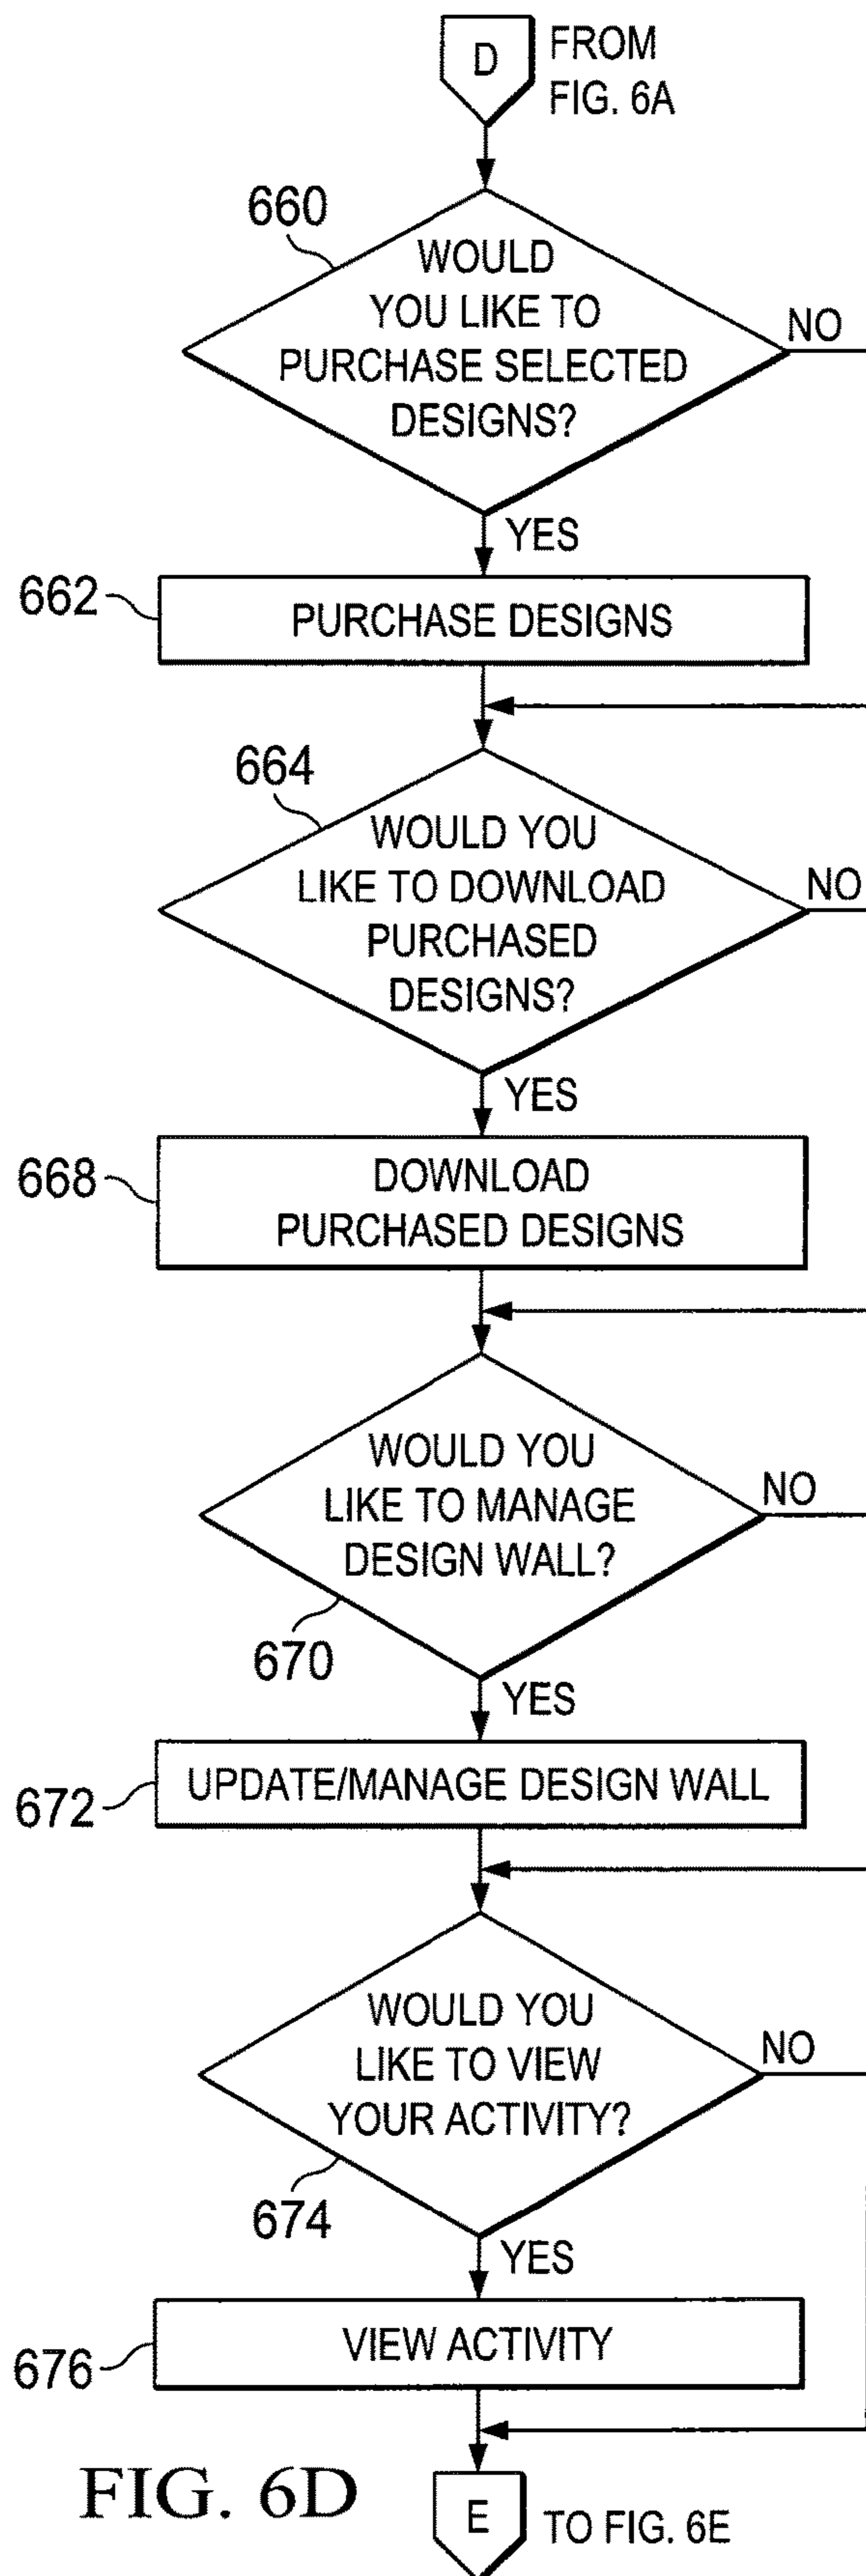 D
FROM
FIG. 6A
660
WOULD
YOU LIKE TO
PURCHASE SELECTED
DESIGNS?
NO
YES
662
PURCHASE DESIGNS
664
WOULD YOU
LIKE TO DOWNLOAD
PURCHASED
DESIGNS?
NO
YES
668
DOWNLOAD
PURCHASED DESIGNS
WOULD YOU
LIKE TO MANAGE
DESIGN WALL?
NO
670
YES
672
UPDATE/MANAGE DESIGN WALL
WOULD YOU
LIKE TO VIEW
YOUR ACTIVITY?
NO
674
YES
676
VIEW ACTIVITY
FIG. 6D
E
TO FIG. 6E